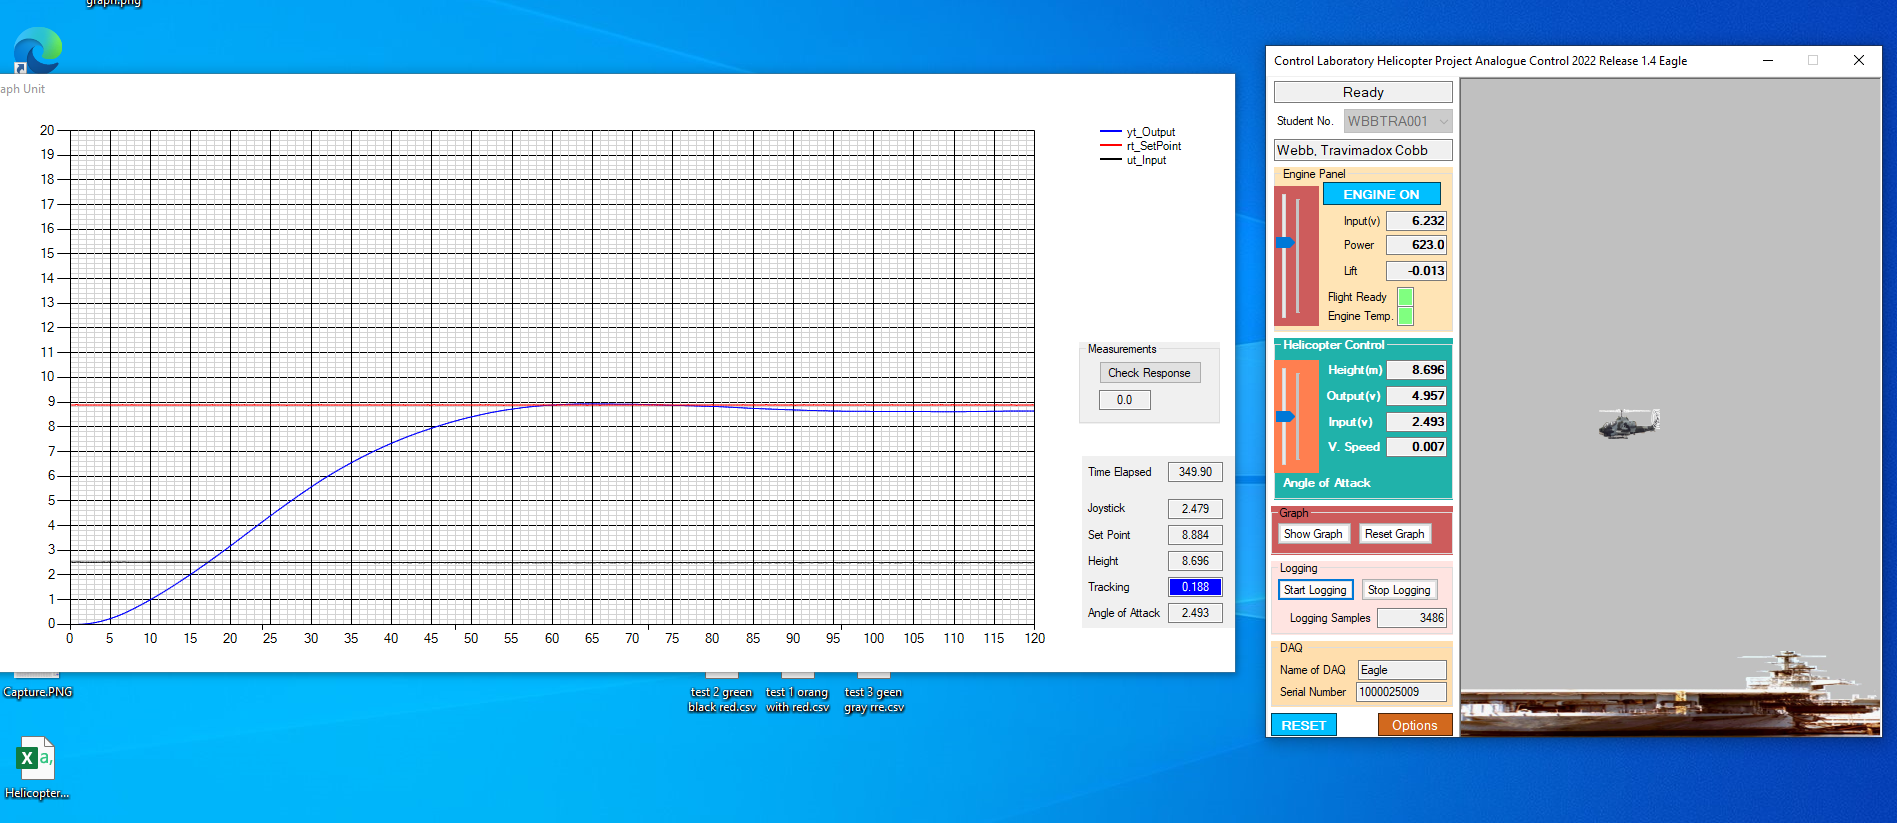 graph.png
aph Unit
20
19
18
17
16
15
14
13
12
11
10
9
8
7
6
5
4
3
2
1
0
0 5 10 15 20 25 30 35 40 45 50 55 60 65 70 75 80 85 90 95 100 105 110 115 120
yt_Output
rt_SetPoint
ut_Input
Measurements
Check Response
0.0
Time Elapsed 349.90
Joystick 2.479
Set Point 8.884
Height 8.696
Tracking 0.188
Angle of Attack 2.493
Capture.PNG
test 2 green
black red.csv
test 1 orang
with red.csv
test 3 geen
gray rre.csv
Helicopter...
Control Laboratory Helicopter Project Analogue Control 2022 Release 1.4 Eagle
Ready
Student No. WBBTRA001
Webb, Travimadox Cobb
Engine Panel
ENGINE ON
Input(v) 6.232
Power 623.0
Lift -0.013
Flight Ready
Engine Temp.
Helicopter Control
Height(m) 8.696
Output(v) 4.957
Input(v) 2.493
V. Speed 0.007
Angle of Attack
Graph
Show Graph Reset Graph
Logging
Start Logging Stop Logging
Logging Samples 3486
DAQ
Name of DAQ Eagle
Serial Number 1000025009
RESET Options